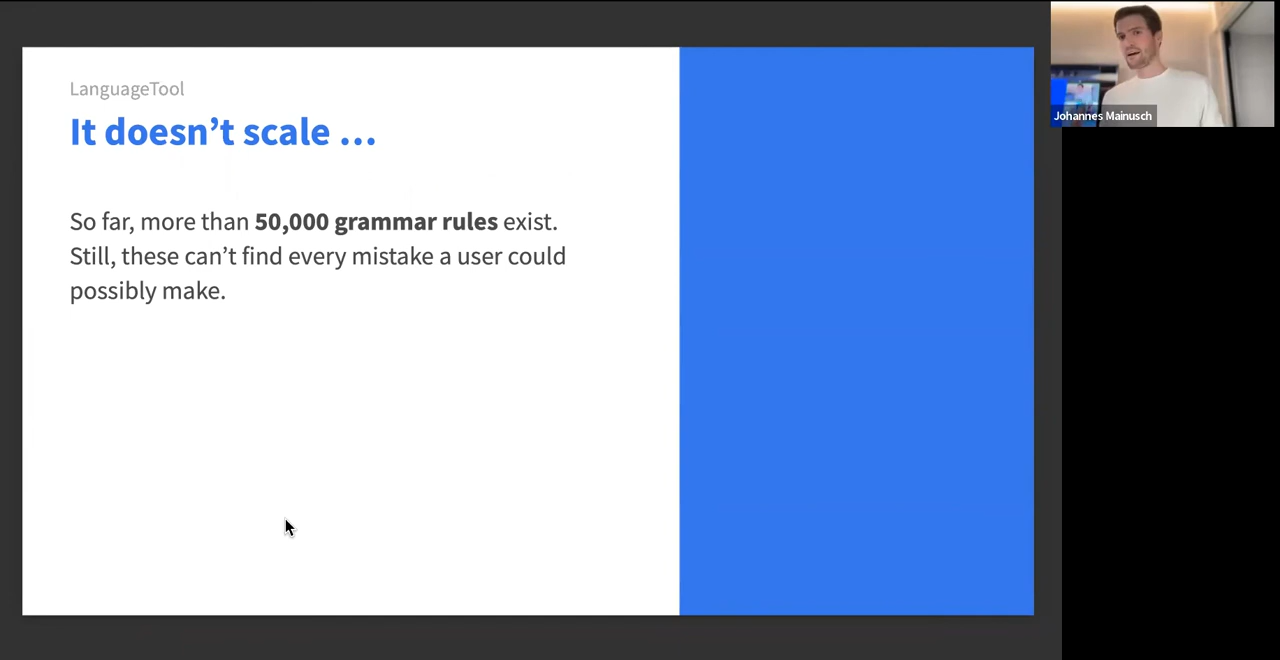 LanguageTool
It doesn’t scale …
So far, more than 50,000 grammar rules exist.
Still, these can’t find every mistake a user could
possibly make.
Johannes Mainusch